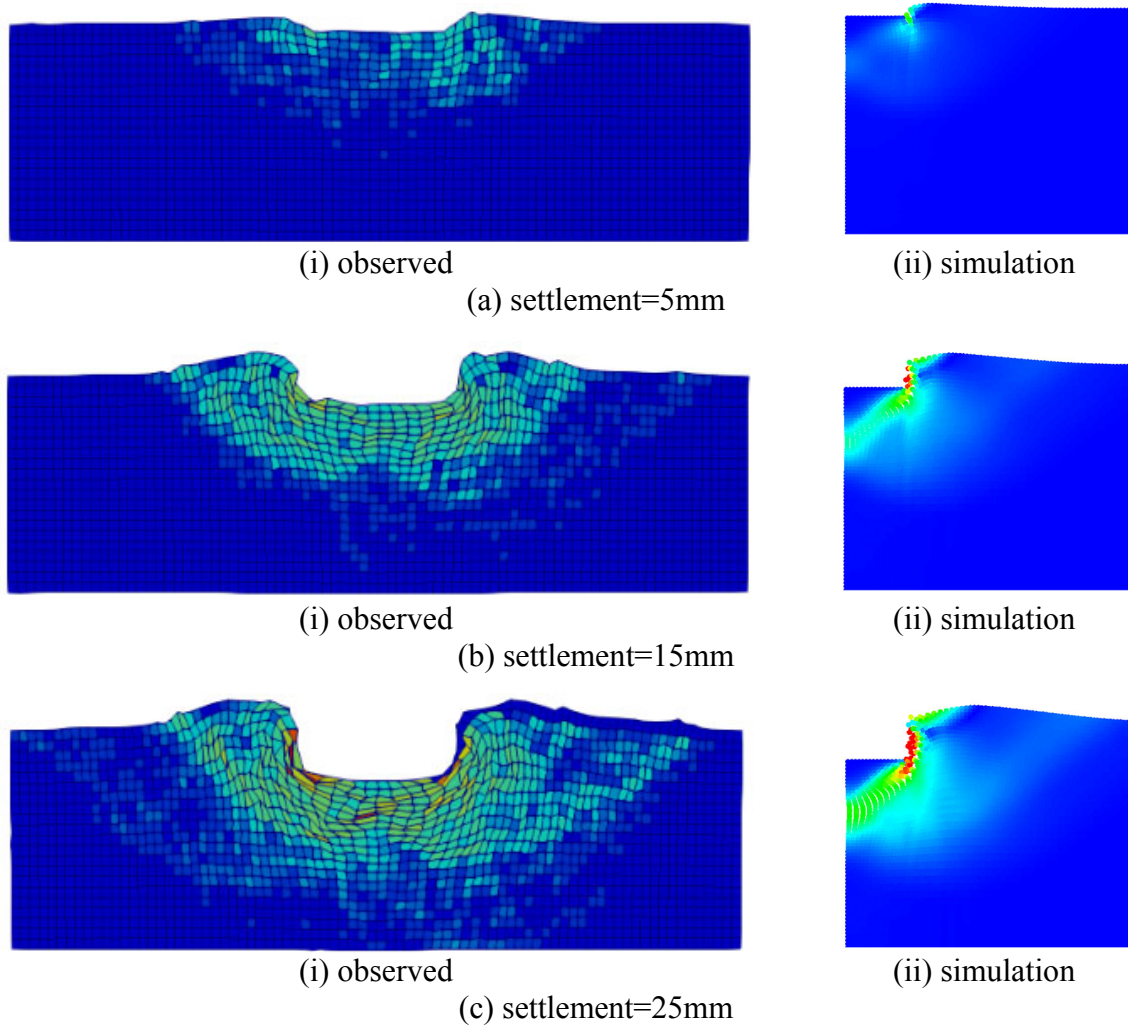 (i) observed
(ii) simulation
(a) settlement=5mm
(i) observed
(ii) simulation
(b) settlement=15mm
(i) observed
(ii) simulation
(c) settlement=25mm